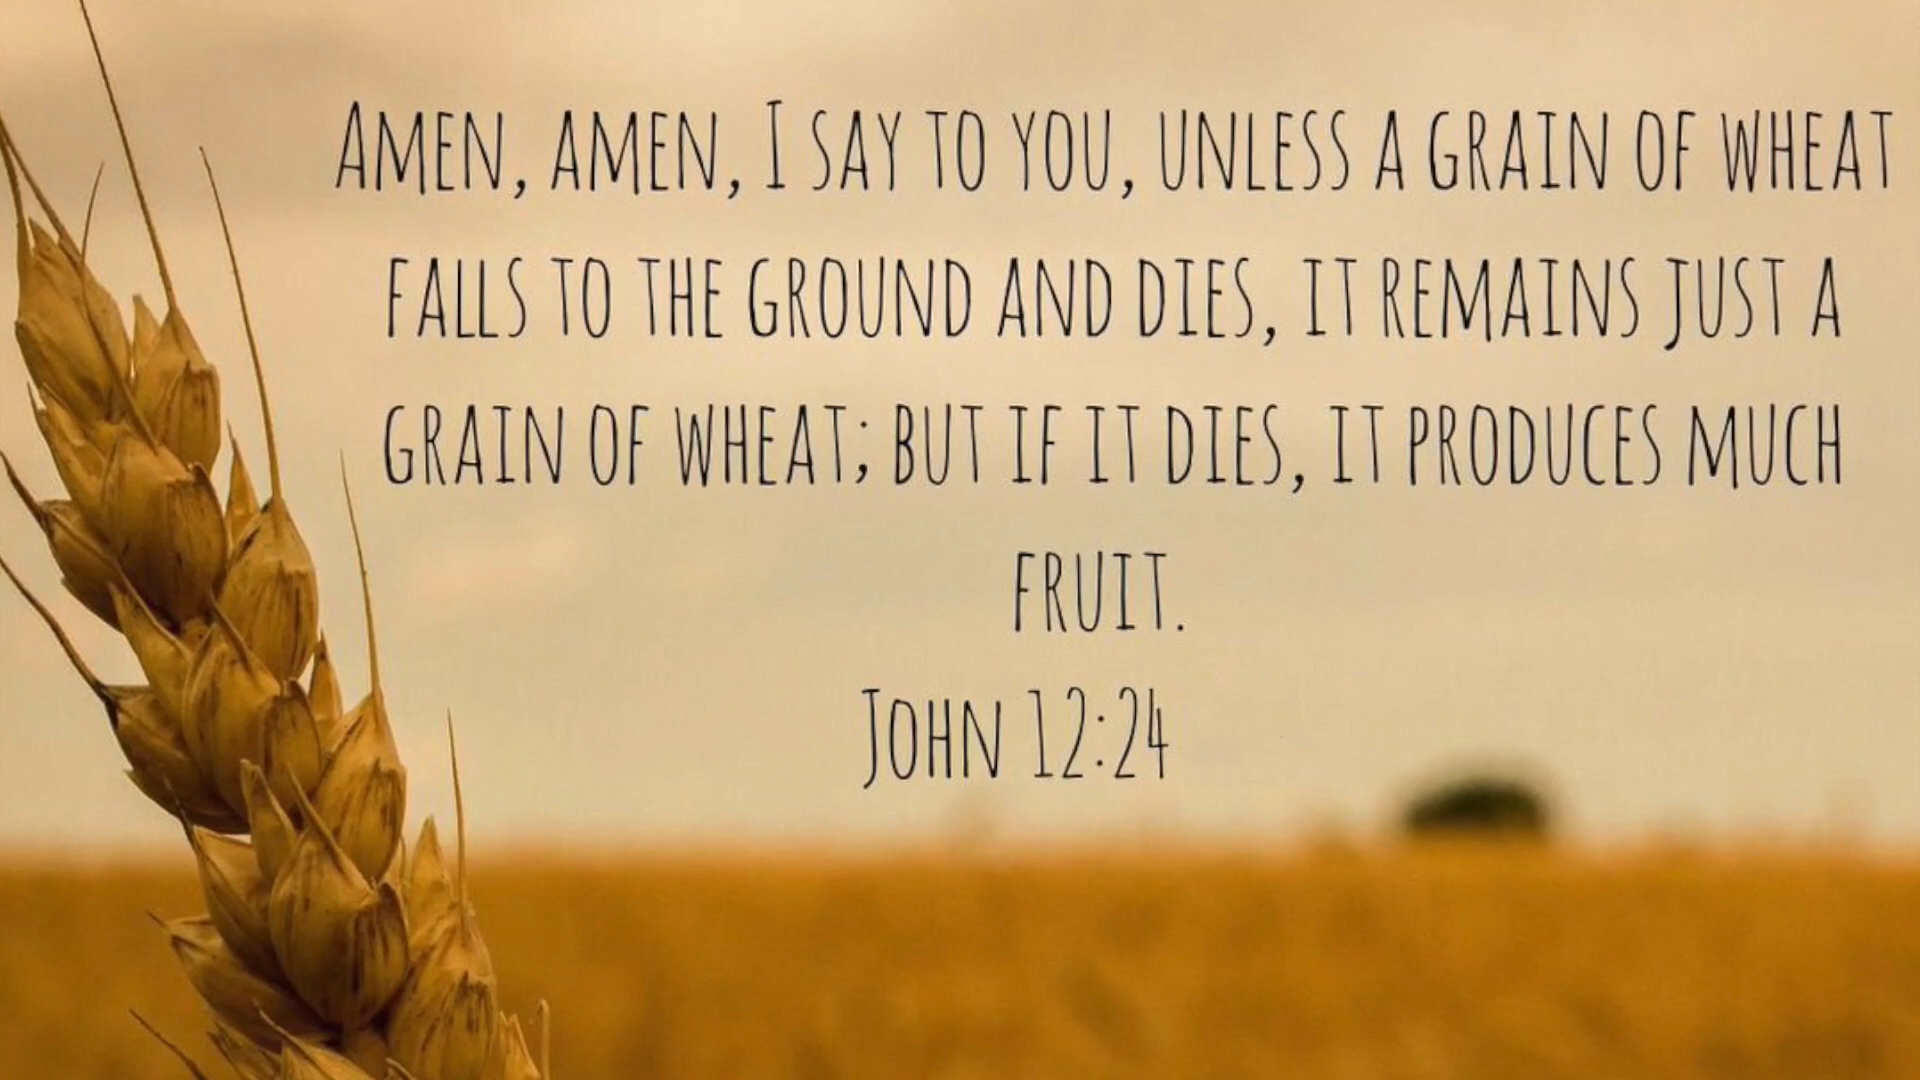 Amen, amen, I say to you, unless a grain of wheat
falls to the ground and dies, it remains just a
grain of wheat; but if it dies, it produces much
fruit.
John 12:24